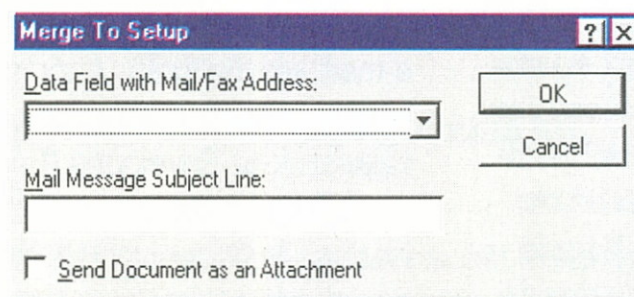 Merge To Setup
Data Field with Mail/Fax Address:
OK
Cancel
Mail Message Subject Line:
Send Document as an Attachment